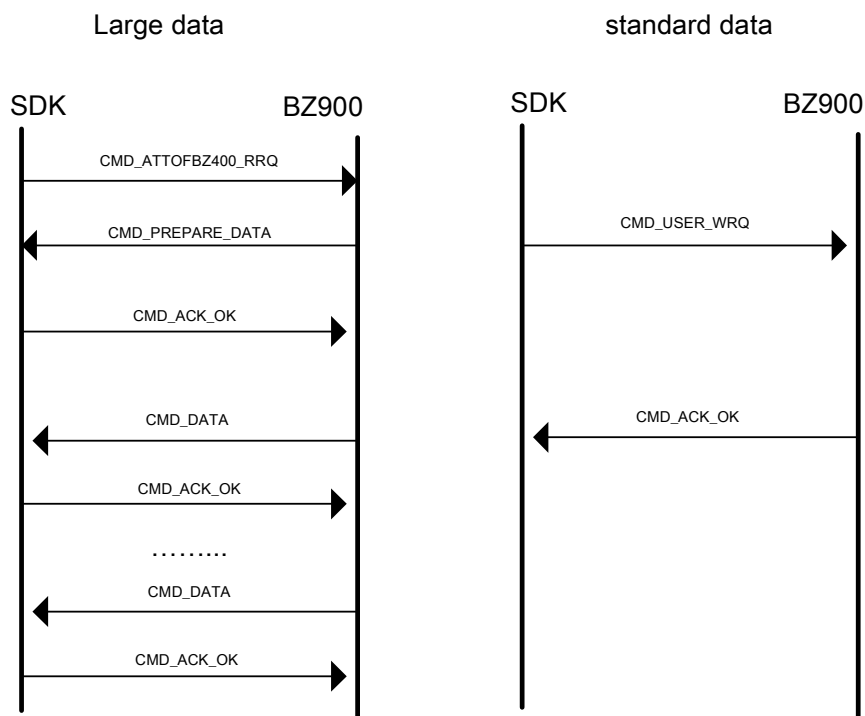 Large data
SDK
BZ900
CMD_ATTOFBZ400_RRQ
CMD_PREPARE_DATA
CMD_ACK_OK
CMD_DATA
CMD_ACK_OK
.........
CMD_DATA
CMD_ACK_OK
standard data
SDK
BZ900
CMD_USER_WRQ
CMD_ACK_OK